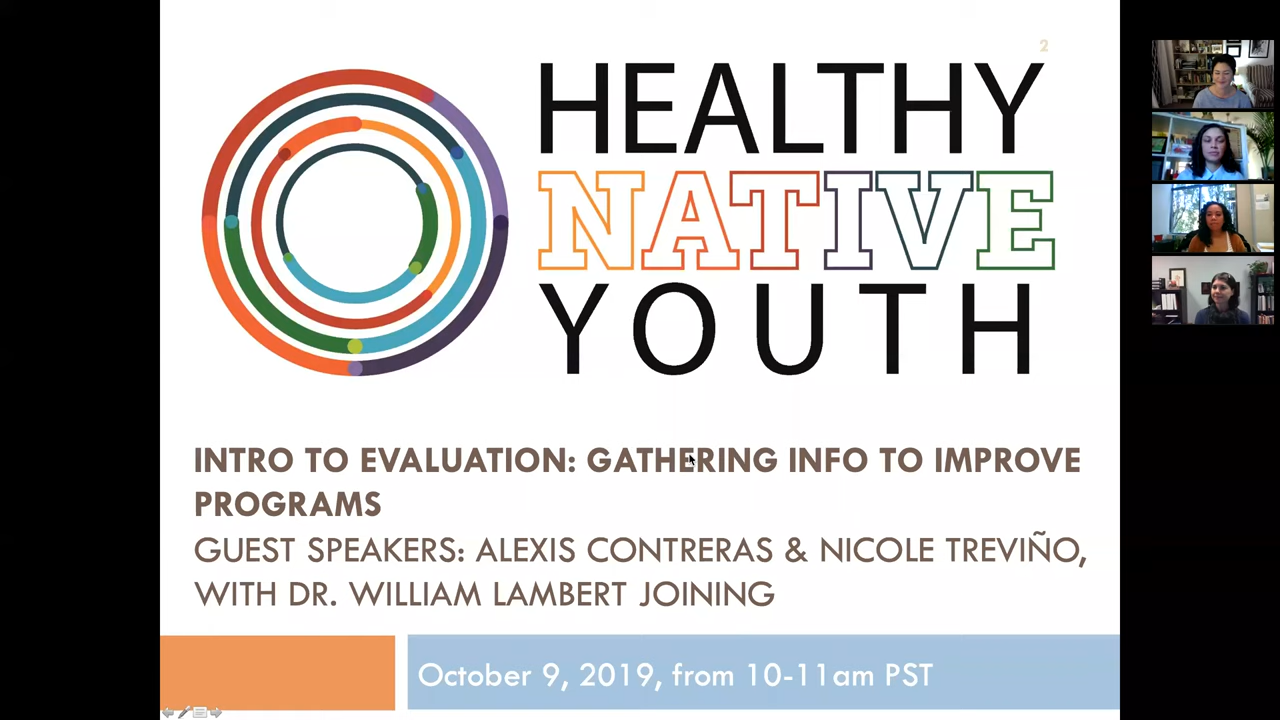 2
HEALTHY
NATIVE
YOUTH
INTRO TO EVALUATION: GATHERING INFO TO IMPROVE
PROGRAMS
GUEST SPEAKERS: ALEXIS CONTRERAS & NICOLE TREVIÑO,
WITH DR. WILLIAM LAMBERT JOINING
October 9, 2019, from 10-11am PST